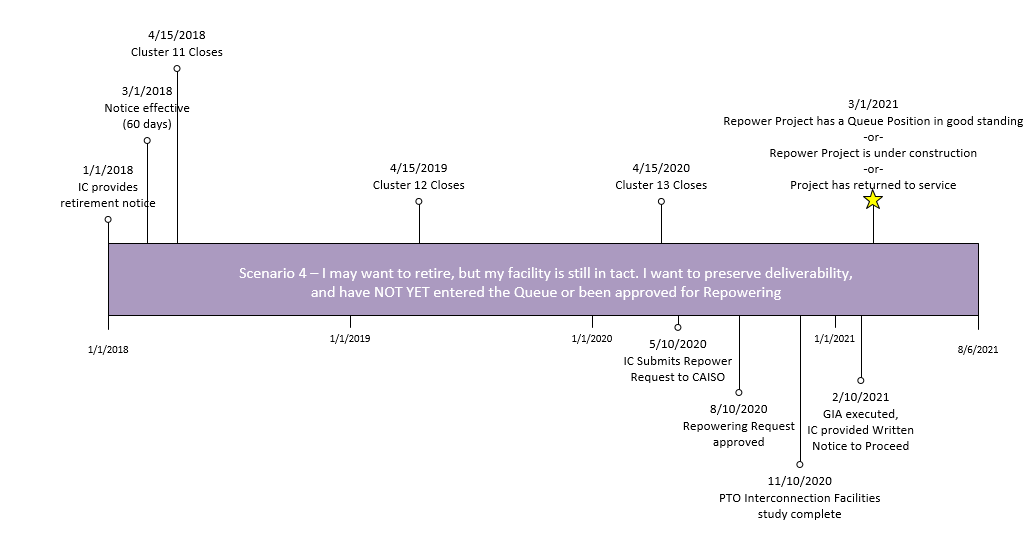 4/15/2018
Cluster 11 Closes
3/1/2018
Notice effective
(60 days)
1/1/2018
IC provides
retirement notice
4/15/2019
Cluster 12 Closes
4/15/2020
Cluster 13 Closes
3/1/2021
Repower Project has a Queue Position in good standing
-or-
Repower Project is under construction
-or-
Project has returned to service
Scenario 4 – I may want to retire, but my facility is still in tact. I want to preserve deliverability,
and have NOT YET entered the Queue or been approved for Repowering
1/1/2018
1/1/2019
1/1/2020
1/1/2021
8/6/2021
5/10/2020
IC Submits Repower
Request to CAISO
8/10/2020
Repowering Request
approved
11/10/2020
PTO Interconnection Facilities
study complete
2/10/2021
GIA executed,
IC provided Written
Notice to Proceed